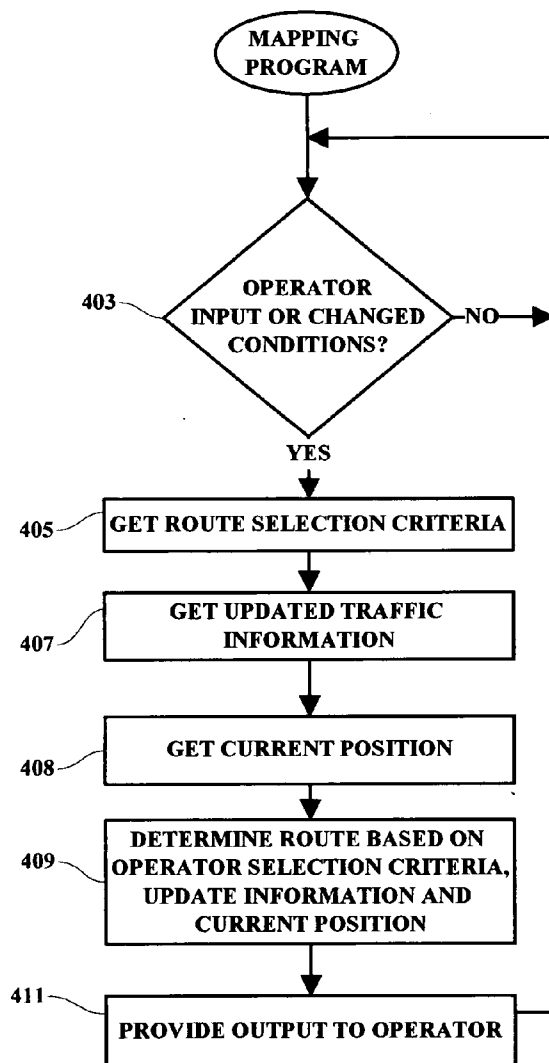 MAPPING
PROGRAM
403
OPERATOR
INPUT OR CHANGED
CONDITIONS?
NO
YES
405
GET ROUTE SELECTION CRITERIA
407
GET UPDATED TRAFFIC
INFORMATION
408
GET CURRENT POSITION
409
DETERMINE ROUTE BASED ON
OPERATOR SELECTION CRITERIA,
UPDATE INFORMATION AND
CURRENT POSITION
411
PROVIDE OUTPUT TO OPERATOR